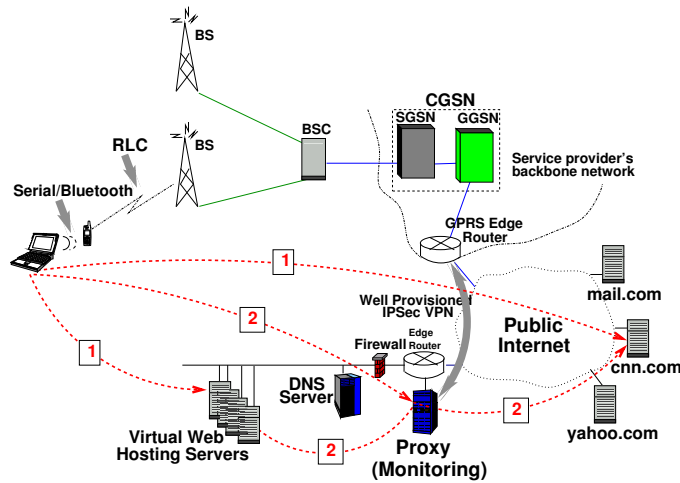 BS
CGSN
SGSN
GGSN
BSC
BS
RLC
Service provider's
backbone network
Serial/Bluetooth
GPRS Edge
Router
1
mail.com
Well Provisioned
IPSec VPN
2
Public
Internet
1
Edge
Router
Firewall
cnn.com
DNS
Server
2
yahoo.com
Virtual Web
Hosting Servers
2
Proxy
(Monitoring)